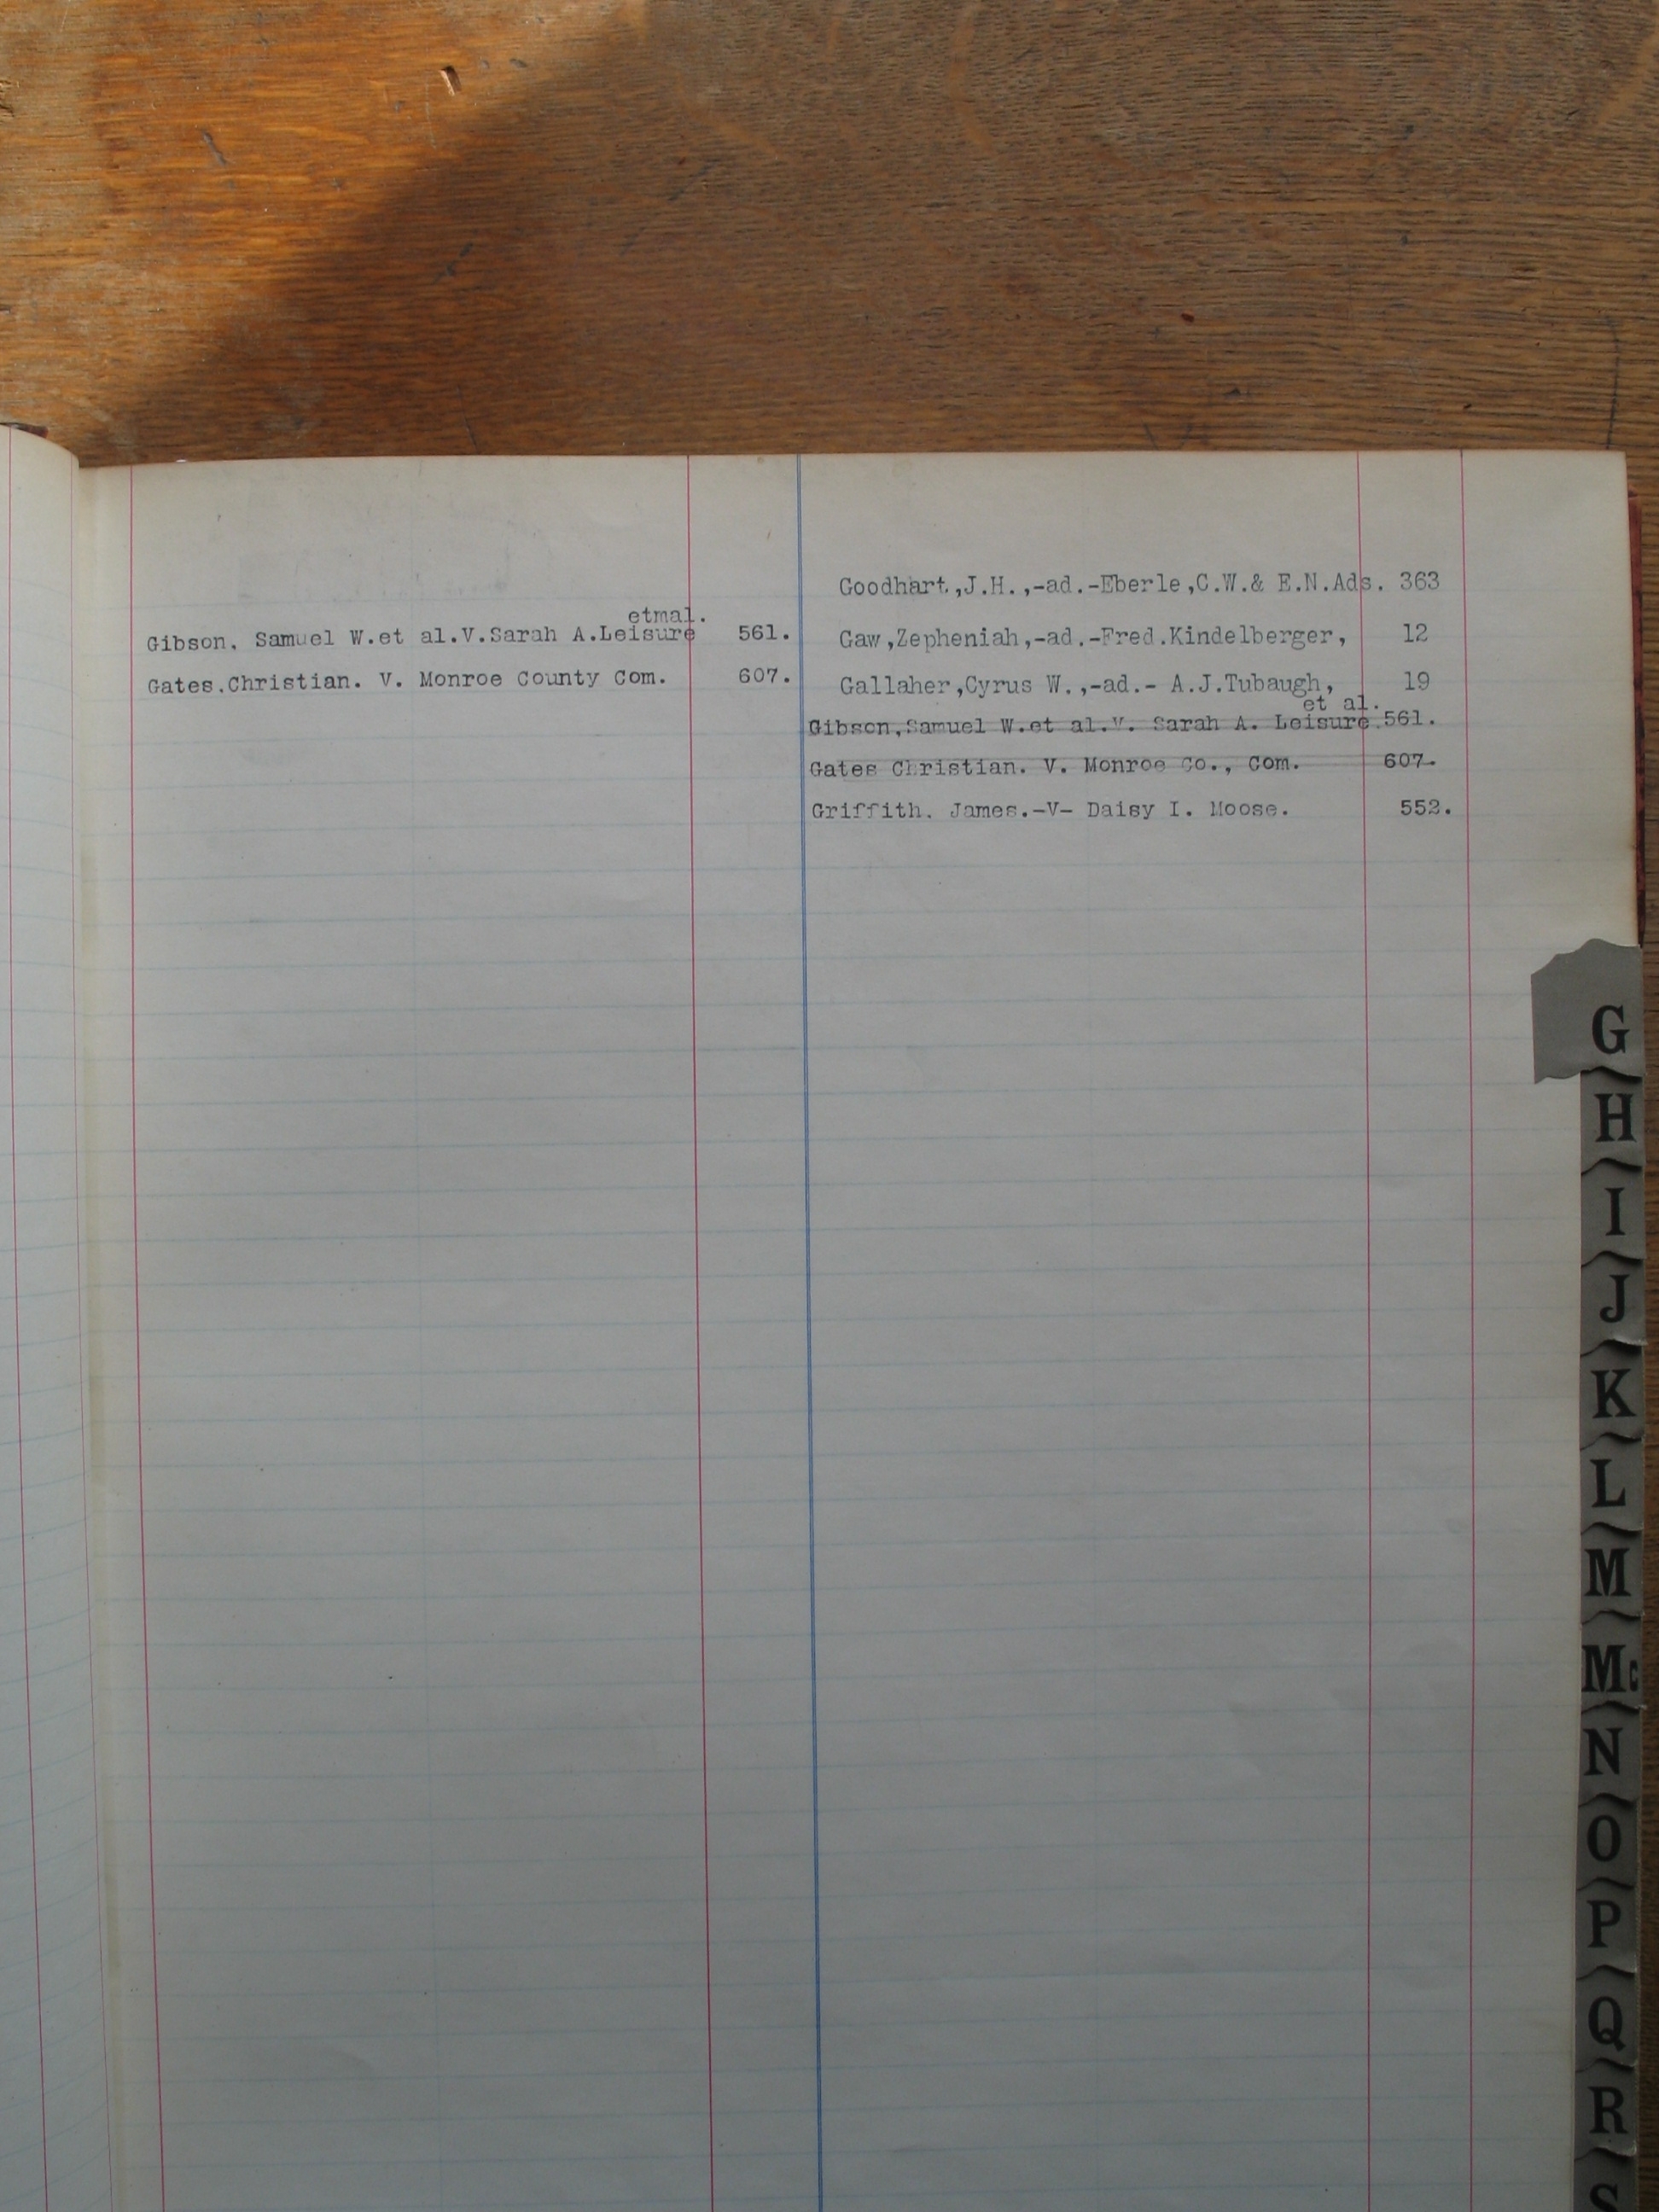 etmal.
Gibson. Samuel W.et al.V.Sarah A.Leisure 561.
Gates.Christian. V. Monroe County Com. 607.
Goodhart,J.H.,-ad.-Eberle,C.W.& E.N.Ads. 363
Gaw,Zepheniah,-ad.-Fred.Kindelberger, 12
Gallaher,Cyrus W.,-ad.- A.J.Tubaugh, 19
et al.
Gibson,Samuel W.et al.V. Sarah A. Leisure.561.
Gates Christian. V. Monroe Co., Com. 607.
Griffith. James.-V- Daisy I. Moose. 552.
G
H
I
J
K
L
M
Mc
N
O
P
Q
R
S